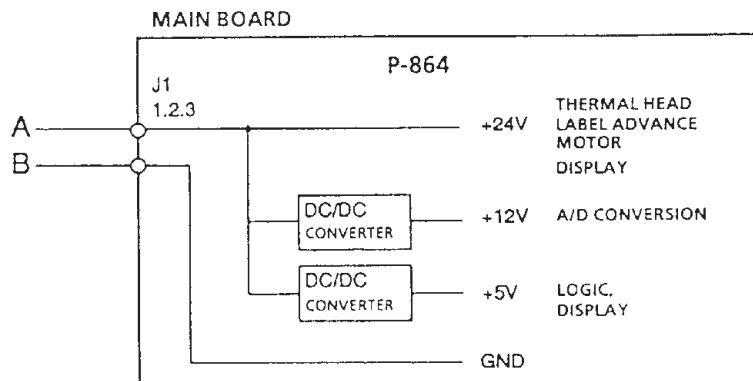 MAIN BOARD
P-864
J1
1.2.3
A
B
+24V
THERMAL HEAD
LABEL ADVANCE
MOTOR
DISPLAY
DC/DC
CONVERTER
+12V
A/D CONVERSION
DC/DC
CONVERTER
+5V
LOGIC,
DISPLAY
GND